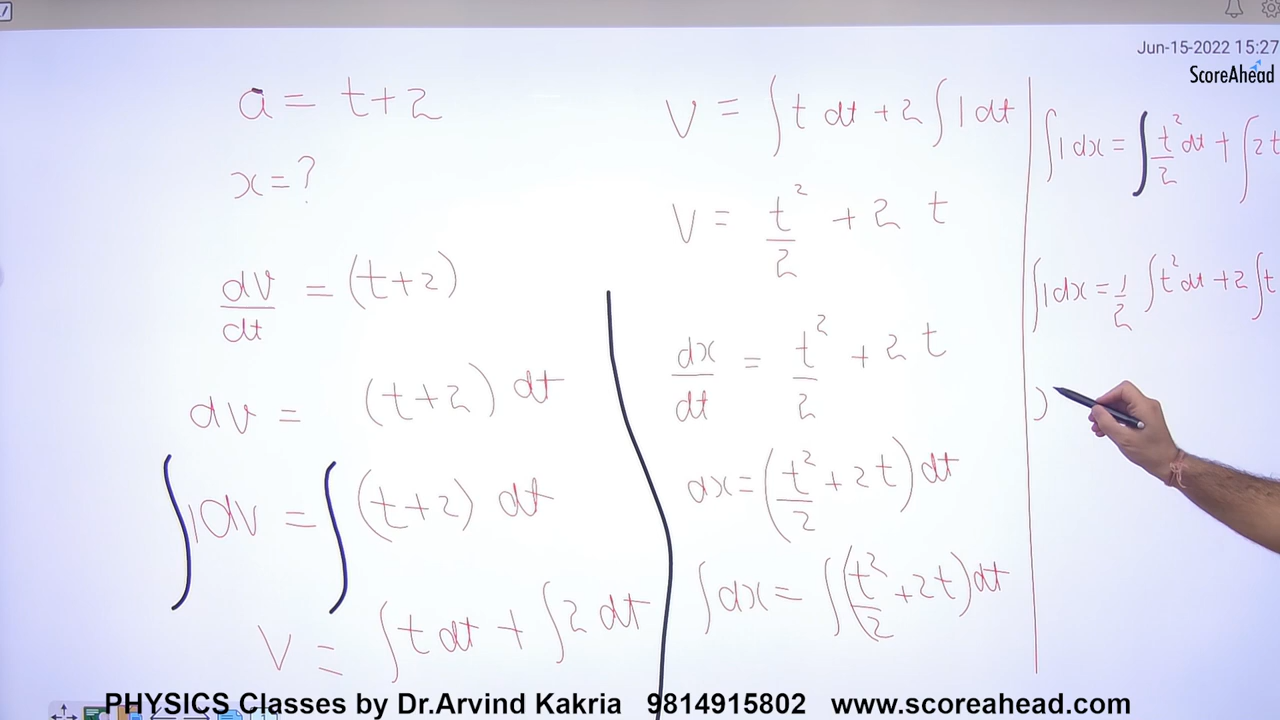 Jun-15-2022 15:27
ScoreAhead
a = t+2
x = ?
dv/dt = (t+2)
dv = (t+2) dt
∫1dv = ∫(t+2) dt
v = ∫t dt + ∫2 dt
v = ∫t dt + 2∫1 dt
v = t²/2 + 2 t
dx/dt = t²/2 + 2 t
dx = (t²/2 + 2t) dt
∫dx = ∫(t²/2 + 2t) dt
∫1 dx = ∫t²/2 dt + ∫2t
∫1 dx = 1/2 ∫t² dt + 2∫t
PHYSICS Classes by Dr.Arvind Kakria 9814915802 www.scoreahead.com